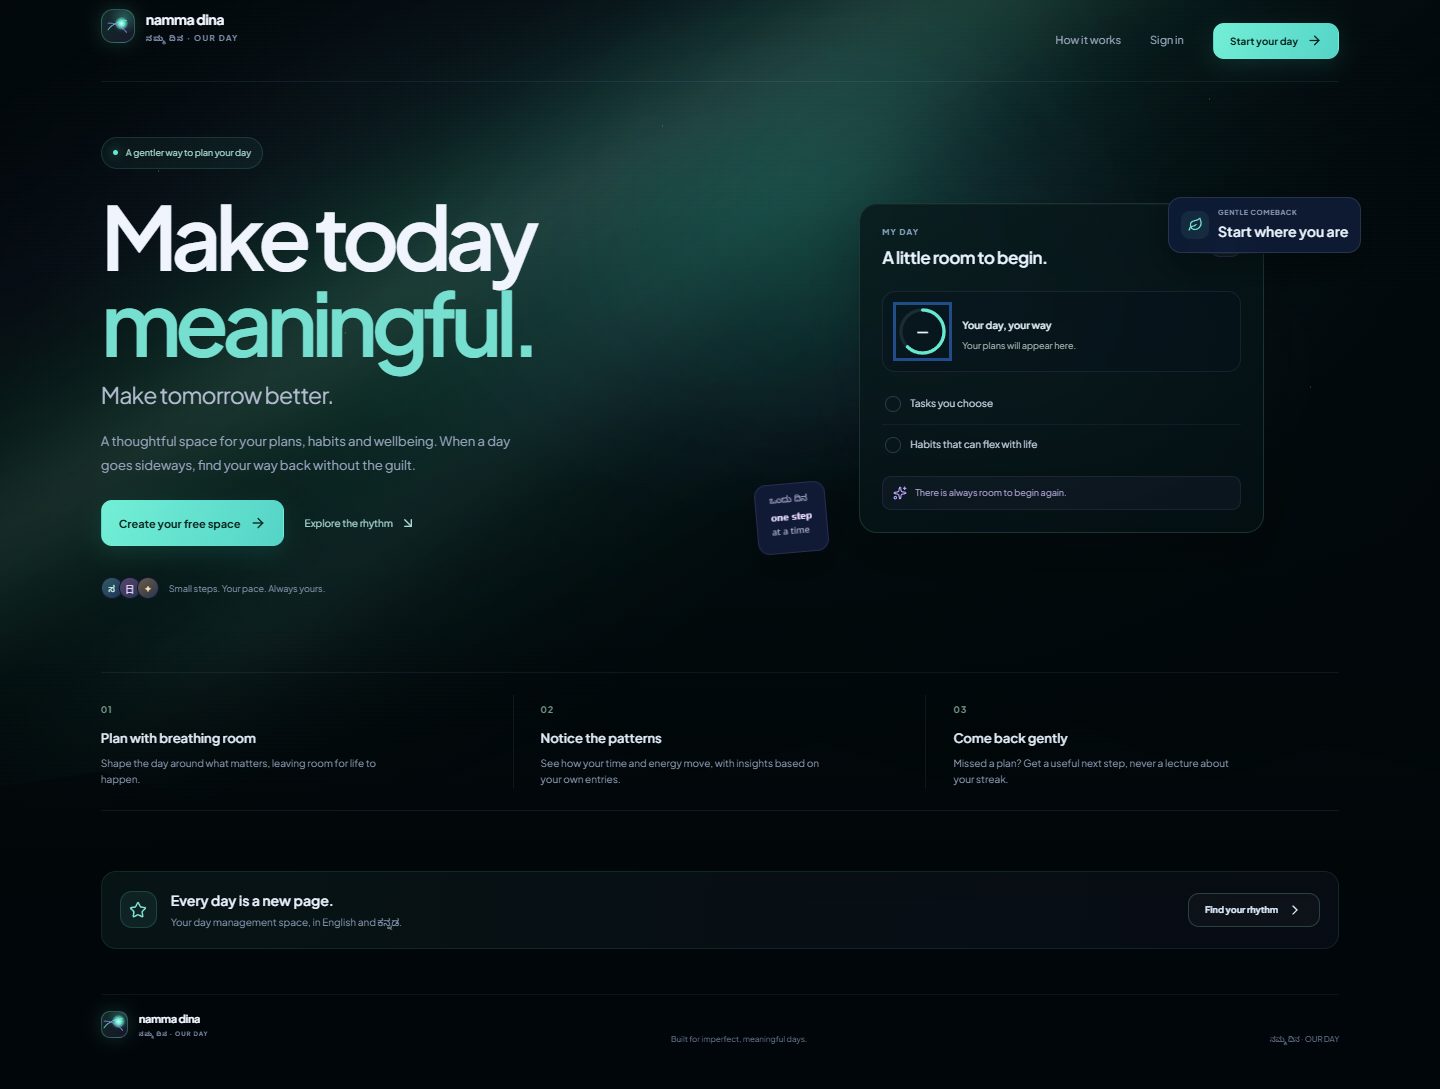 namma dina
ನಮ್ಮ ದಿನ · OUR DAY
How it works
Sign in
Start your day
A gentler way to plan your day
Make today
meaningful.
Make tomorrow better.
A thoughtful space for your plans, habits and wellbeing. When a day
goes sideways, find your way back without the guilt.
Create your free space
Explore the rhythm
ನ
日
Small steps. Your pace. Always yours.
GENTLE COMEBACK
Start where you are
MY DAY
A little room to begin.
–
Your day, your way
Your plans will appear here.
Tasks you choose
Habits that can flex with life
There is always room to begin again.
ಒಂದು ದಿನ
one step
at a time
01
Plan with breathing room
Shape the day around what matters, leaving room for life to
happen.
02
Notice the patterns
See how your time and energy move, with insights based on
your own entries.
03
Come back gently
Missed a plan? Get a useful next step, never a lecture about
your streak.
Every day is a new page.
Your day management space, in English and ಕನ್ನಡ.
Find your rhythm
namma dina
ನಮ್ಮ ದಿನ · OUR DAY
Built for imperfect, meaningful days.
ನಮ್ಮ ದಿನ · OUR DAY